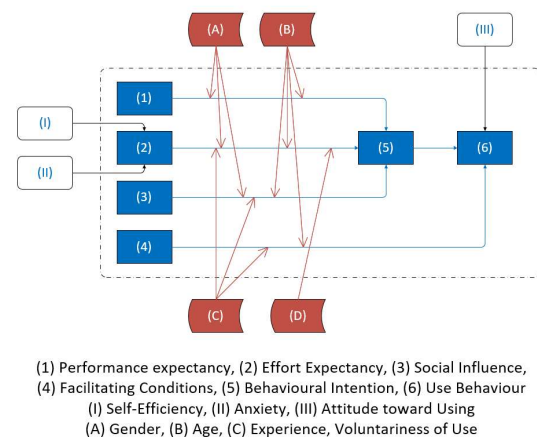 (A)
(B)
(III)
(1)
(I)
(2)
(5)
(6)
(II)
(3)
(4)
(C)
(D)
(1) Performance expectancy, (2) Effort Expectancy, (3) Social Influence,
(4) Facilitating Conditions, (5) Behavioural Intention, (6) Use Behaviour
(I) Self-Efficiency, (II) Anxiety, (III) Attitude toward Using
(A) Gender, (B) Age, (C) Experience, Voluntariness of Use